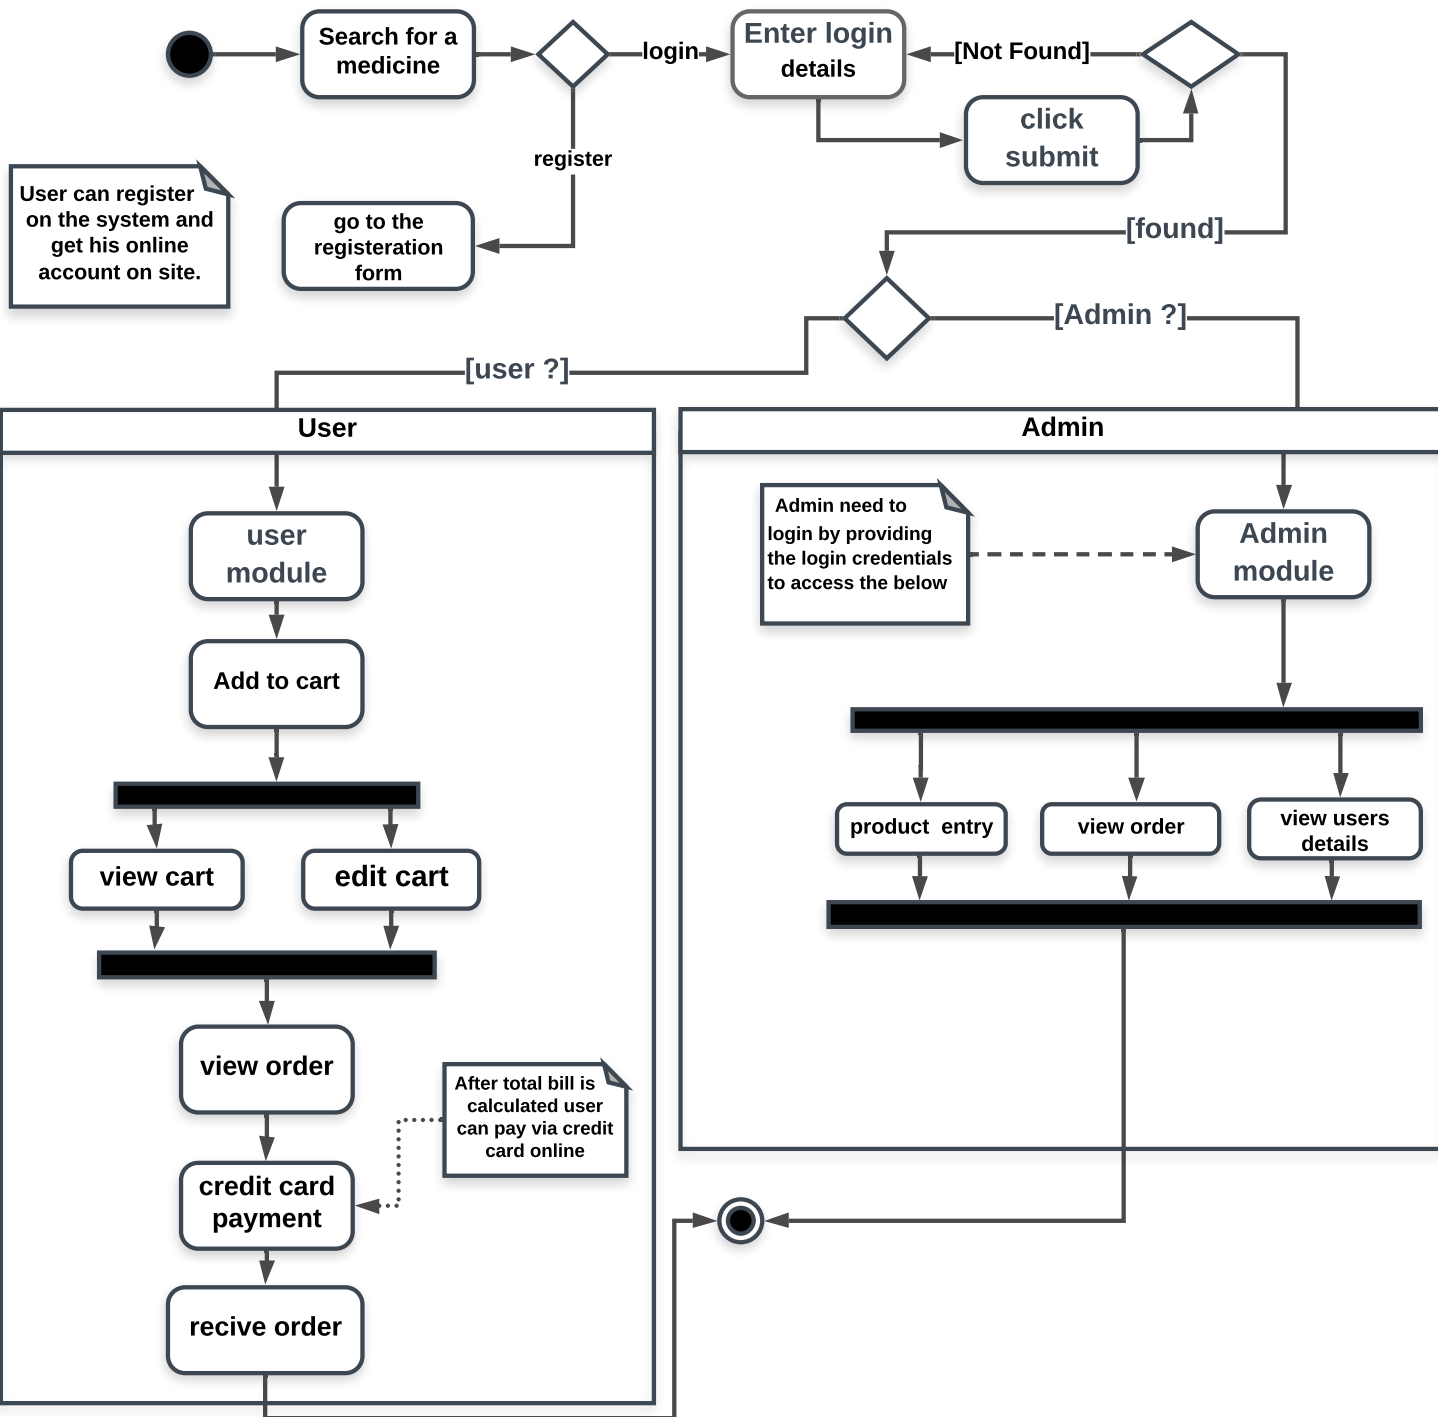 Search for a
medicine
login
Enter login
details
[Not Found]
click
submit
register
User can register
on the system and
get his online
account on site.
go to the
registeration
form
[found]
[Admin ?]
[user ?]
User
Admin
user
module
Admin need to
login by providing
the login credentials
to access the below
Admin
module
Add to cart
product  entry
view order
view users
details
view cart
edit cart
view order
After total bill is
calculated user
can pay via credit
card online
credit card
payment
recive order